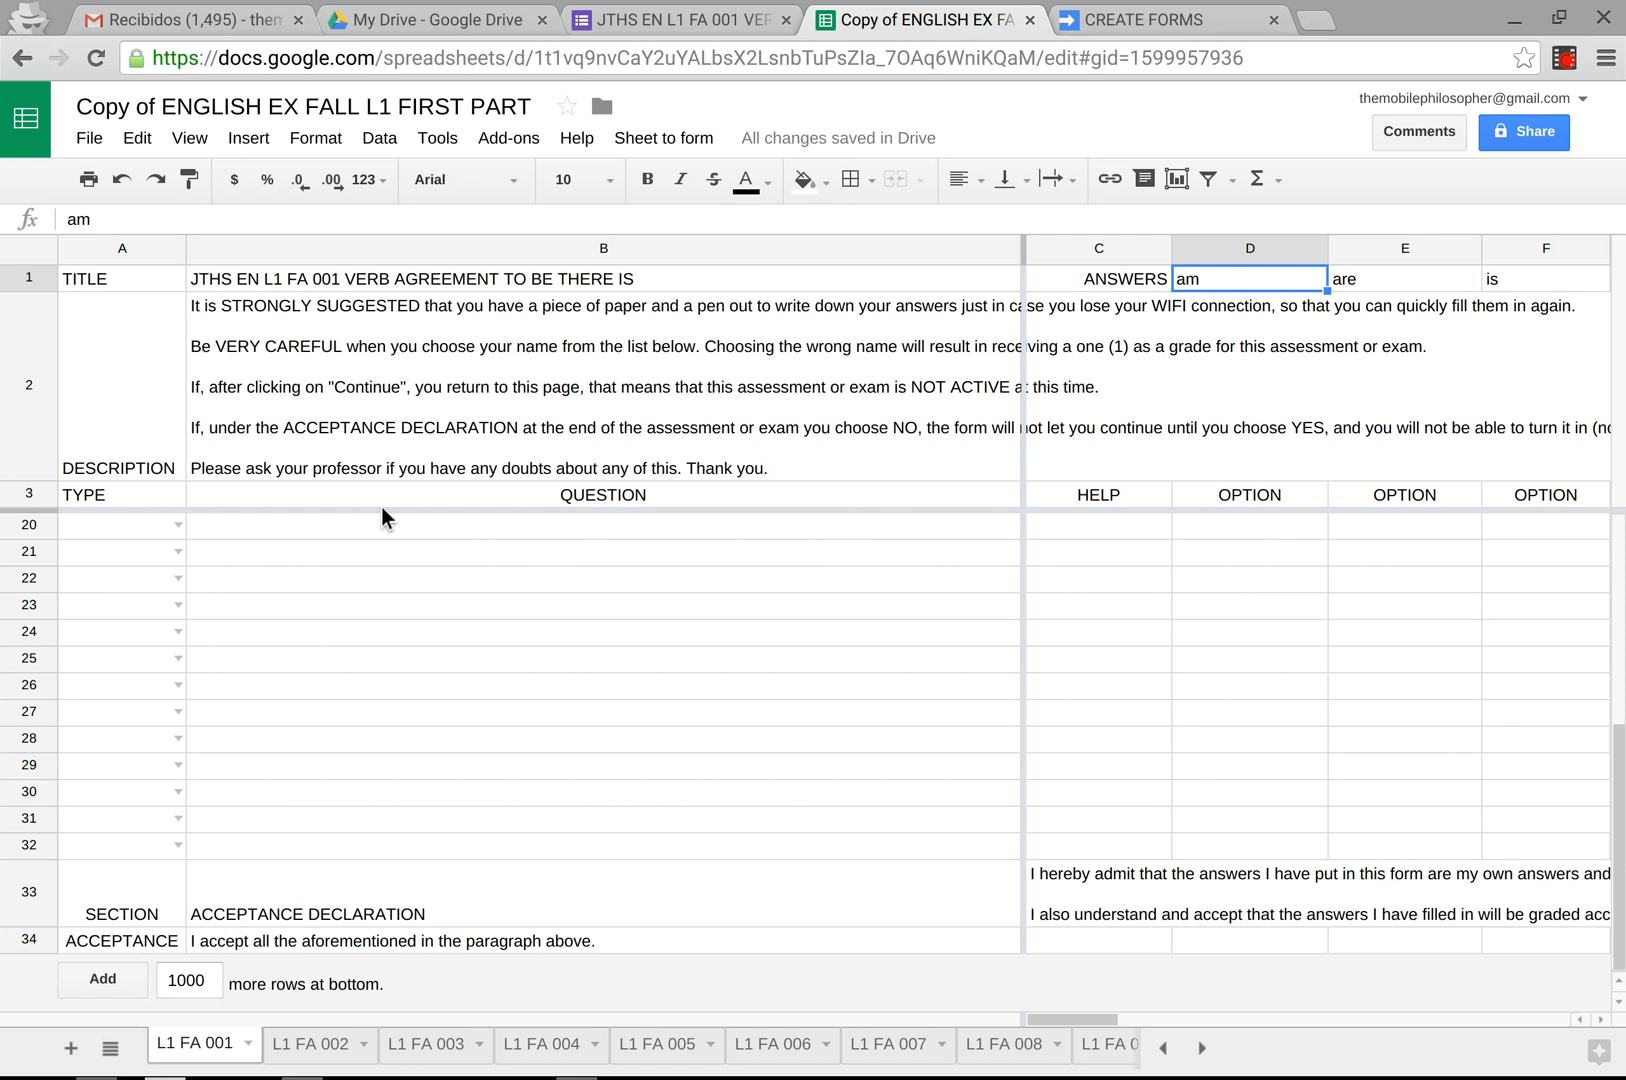 Recibidos (1,495) - them
My Drive - Google Drive
JTHS EN L1 FA 001 VER
Copy of ENGLISH EX FA
CREATE FORMS
https://docs.google.com/spreadsheets/d/1t1vq9nvCaY2uYALbsX2LsnbTuPsZIa_7OAq6WniKQaM/edit#gid=1599957936
Copy of ENGLISH EX FALL L1 FIRST PART
themobilephilosopher@gmail.com
File Edit View Insert Format Data Tools Add-ons Help Sheet to form All changes saved in Drive
Comments Share
$ % .0 .00 123 Arial 10 B I S A Σ
fx am
A B C D E F
1 TITLE JTHS EN L1 FA 001 VERB AGREEMENT TO BE THERE IS ANSWERS am are is
It is STRONGLY SUGGESTED that you have a piece of paper and a pen out to write down your answers just in case you lose your WIFI connection, so that you can quickly fill them in again.
Be VERY CAREFUL when you choose your name from the list below. Choosing the wrong name will result in receiving a one (1) as a grade for this assessment or exam.
2 If, after clicking on "Continue", you return to this page, that means that this assessment or exam is NOT ACTIVE at this time.
If, under the ACCEPTANCE DECLARATION at the end of the assessment or exam you choose NO, the form will not let you continue until you choose YES, and you will not be able to turn it in (no
DESCRIPTION Please ask your professor if you have any doubts about any of this. Thank you.
3 TYPE QUESTION HELP OPTION OPTION OPTION
20
21
22
23
24
25
26
27
28
29
30
31
32
I hereby admit that the answers I have put in this form are my own answers and
33
SECTION ACCEPTANCE DECLARATION I also understand and accept that the answers I have filled in will be graded acc
34 ACCEPTANCE I accept all the aforementioned in the paragraph above.
Add 1000 more rows at bottom.
+ L1 FA 001 L1 FA 002 L1 FA 003 L1 FA 004 L1 FA 005 L1 FA 006 L1 FA 007 L1 FA 008 L1 FA 0